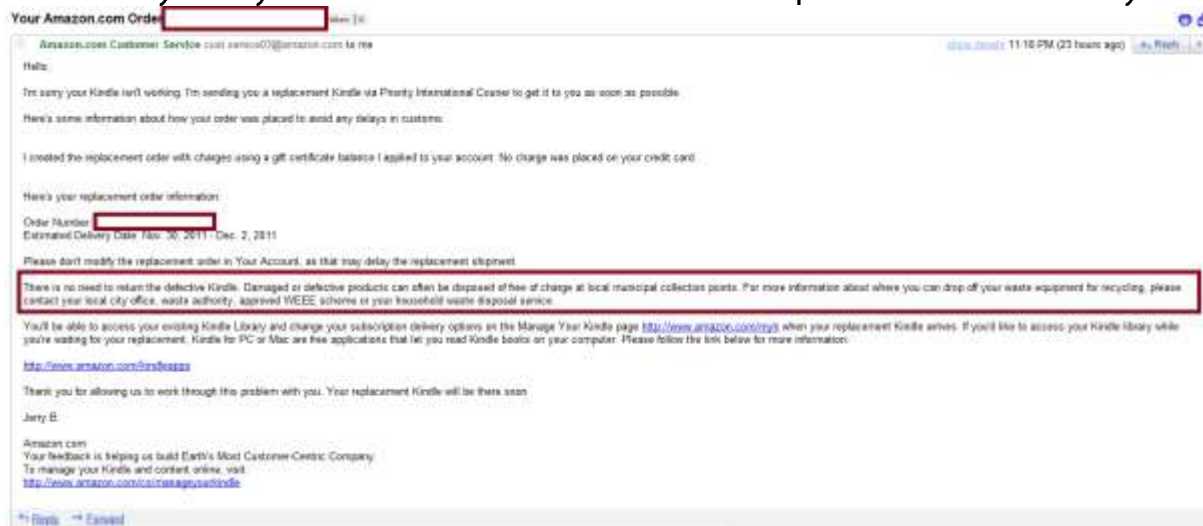 Your Amazon.com Order
Amazon.com Customer Service to me
11:18 PM (23 hours ago) Reply
Hello
I'm sorry your Kindle isn't working. I'm sending you a replacement Kindle via Priority International Courier to get it to you as soon as possible
Here's some information about how your order was placed to avoid any delays in customs:
I created the replacement order with charges using a gift certificate balance I applied to your account. No charge was placed on your credit card.
Here's your replacement order information:
Order Number
Estimated Delivery Date: Nov. 30, 2011 - Dec. 2, 2011
Please don't modify the replacement order in Your Account, as that may delay the replacement shipment
There is no need to return the defective Kindle. Damaged or defective products can often be disposed of free of charge at local municipal collection points. For more information about where you can drop off your waste equipment for recycling, please
contact your local city office, waste authority, approved WEEE scheme or your household waste disposal service.
You'll be able to access your existing Kindle Library and change your subscription delivery options on the Manage Your Kindle page http://www.amazon.com/myk when your replacement Kindle arrives. If you'd like to access your Kindle library while
you're waiting for your replacement, Kindle for PC or Mac are free applications that let you read Kindle books on your computer. Please follow the link below for more information:
http://www.amazon.com/kindleapps
Thank you for allowing us to work through this problem with you. Your replacement Kindle will be there soon
Jerry B.
Amazon.com
Your feedback is helping us build Earth's Most Customer-Centric Company.
To manage your Kindle and content online, visit:
http://www.amazon.com/co/manageyourkindle
Reply Forward